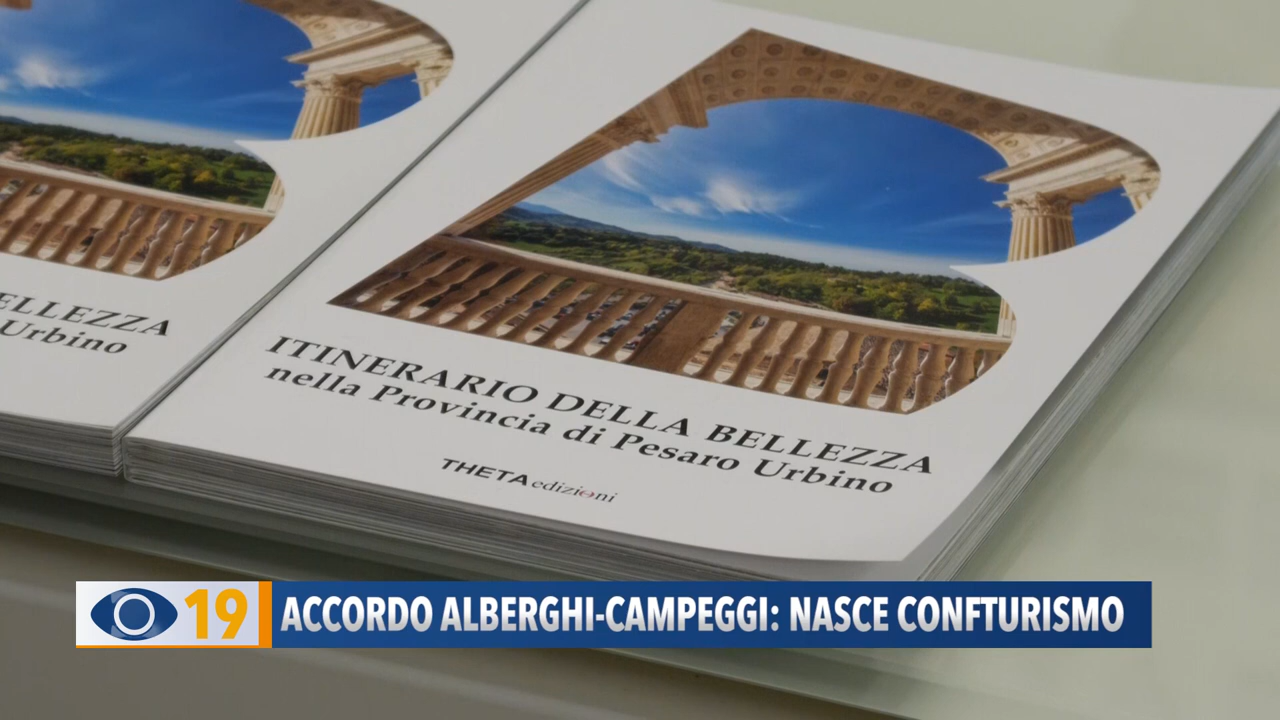 ELLEZZA
Urbino
ITINERARIO DELLA BELLEZZA
nella Provincia di Pesaro Urbino
THETA edizioni
19 ACCORDO ALBERGHI-CAMPEGGI: NASCE CONFTURISMO